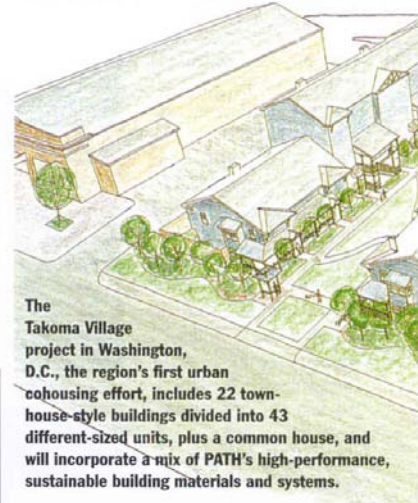 The
Takoma Village
project in Washington,
D.C., the region's first urban
cohousing effort, includes 22 town-
house-style buildings divided into 43
different-sized units, plus a common house, and
will incorporate a mix of PATH's high-performance,
sustainable building materials and systems.